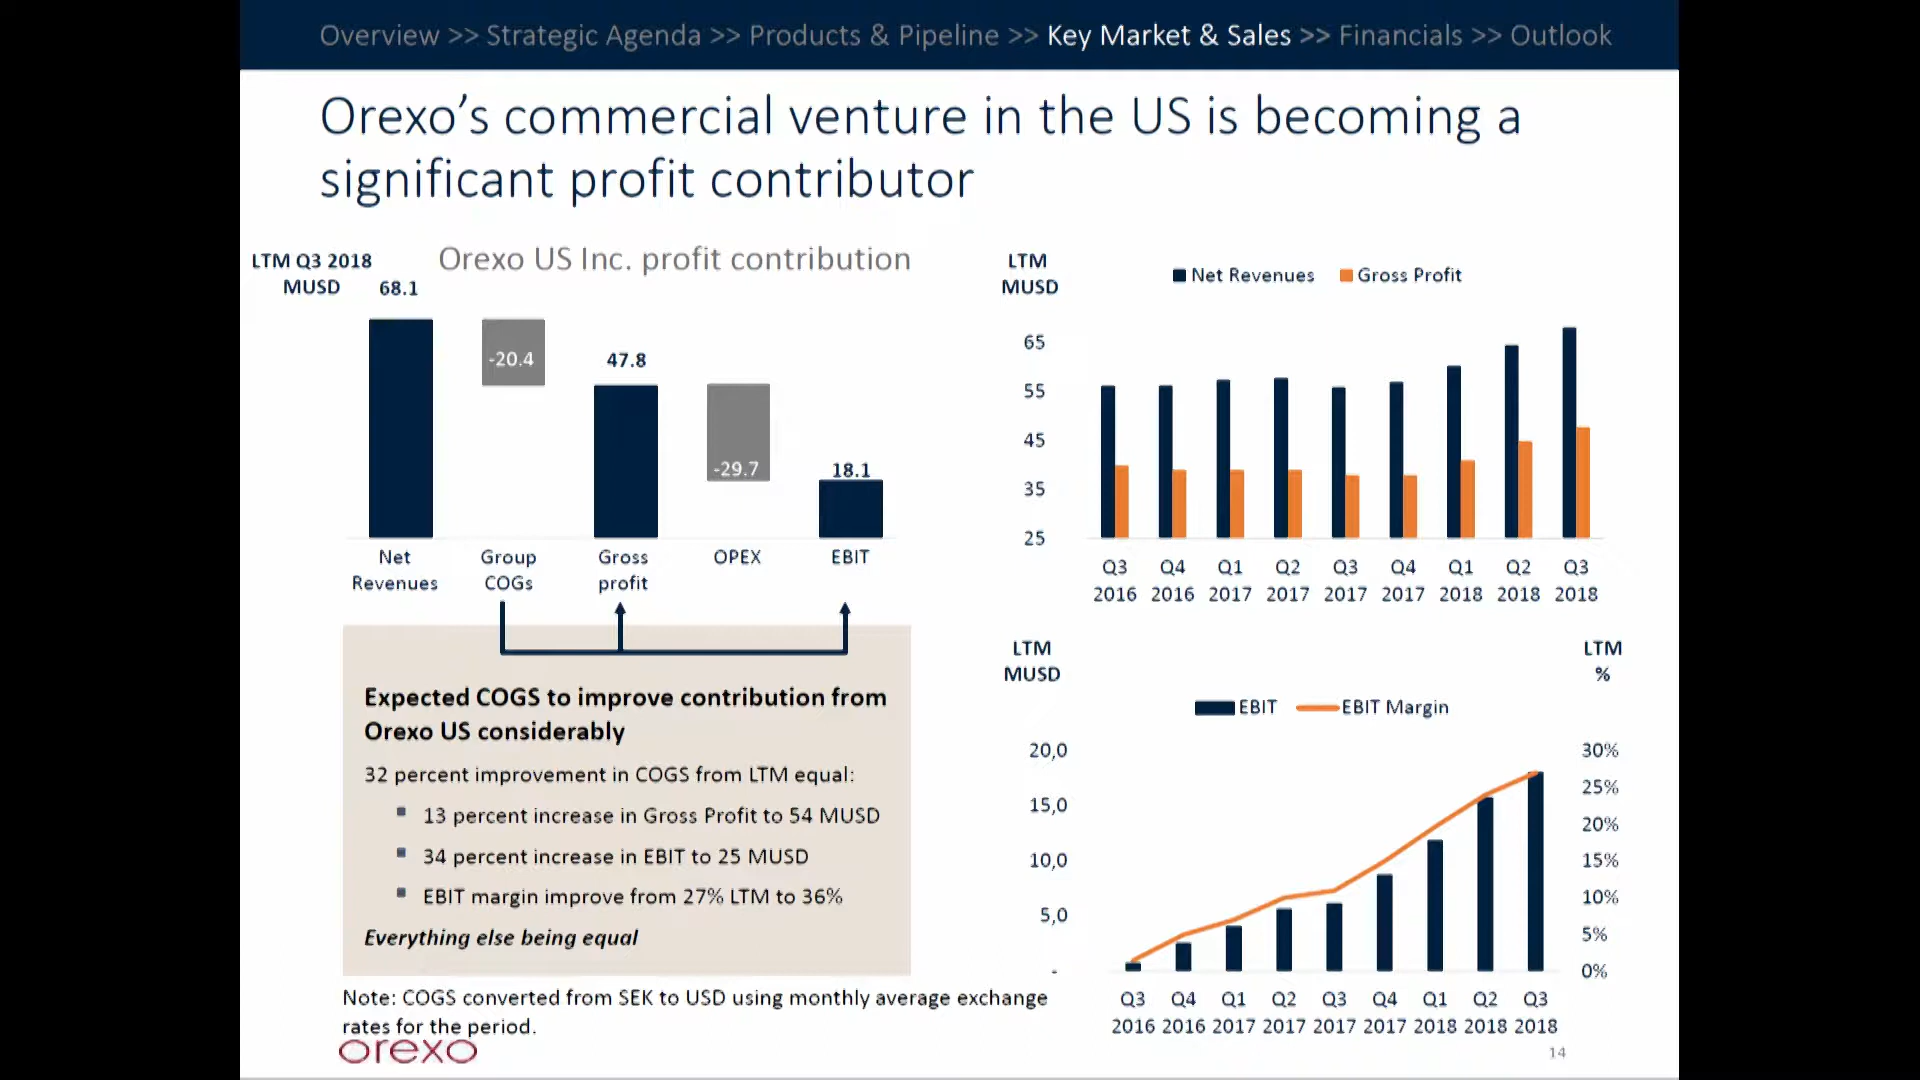 Overview >> Strategic Agenda >> Products & Pipeline >> Key Market & Sales >> Financials >> Outlook
Orexo’s commercial venture in the US is becoming a
significant profit contributor
LTM Q3 2018
MUSD
Orexo US Inc. profit contribution
68.1
-20.4
47.8
-29.7
18.1
Net
Revenues
Group
COGs
Gross
profit
OPEX
EBIT
Expected COGS to improve contribution from
Orexo US considerably
32 percent improvement in COGS from LTM equal:
▪ 13 percent increase in Gross Profit to 54 MUSD
▪ 34 percent increase in EBIT to 25 MUSD
▪ EBIT margin improve from 27% LTM to 36%
Everything else being equal
Note: COGS converted from SEK to USD using monthly average exchange
rates for the period.
orexo
LTM
MUSD
Net Revenues Gross Profit
65
55
45
35
25
Q3 Q4 Q1 Q2 Q3 Q4 Q1 Q2 Q3
2016 2016 2017 2017 2017 2017 2018 2018 2018
LTM
MUSD
LTM
%
EBIT EBIT Margin
20,0
15,0
10,0
5,0
-
30%
25%
20%
15%
10%
5%
0%
Q3 Q4 Q1 Q2 Q3 Q4 Q1 Q2 Q3
2016 2016 2017 2017 2017 2017 2018 2018 2018
14